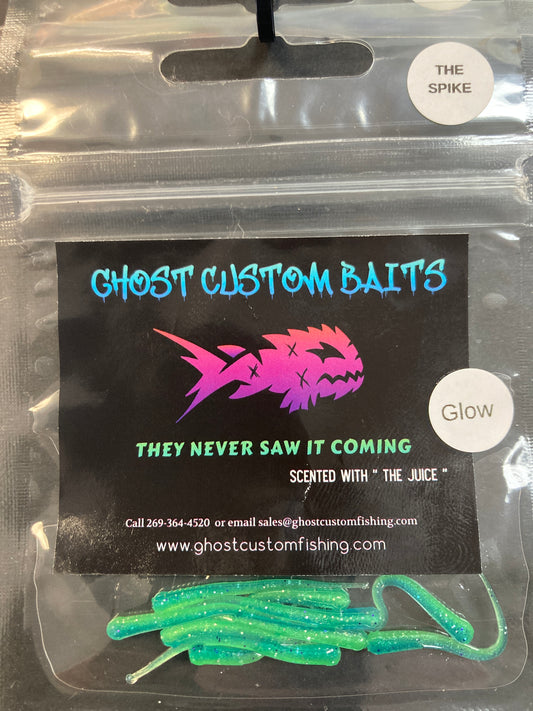 THE
SPIKE
GHOST CUSTOM BAITS
Glow
THEY NEVER SAW IT COMING
SCENTED WITH " THE JUICE "
Call 269-364-4520 or email sales@ghostcustomfishing.com
www.ghostcustomfishing.com